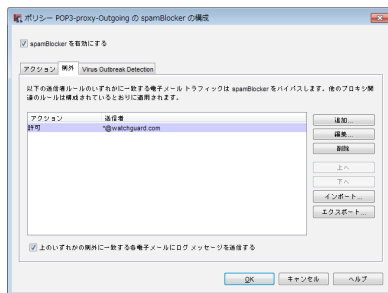 ポリシー POP3-proxy-Outgoing の spamBlocker の構成
spamBlocker を有効にする
アクション 例外 Virus Outbreak Detection
以下の送信者ルールのいずれかに一致する電子メール トラフィックは spamBlocker をバイパスします。他のプロキシ関
連のルールは構成されているとおりに適用されます。
アクション 送信者
許可 *@watchguard.com
追加...
編集...
削除
上へ
下へ
インポート...
エクスポート...
上のいずれかの例外に一致する各電子メールにログ メッセージを送信する
OK キャンセル ヘルプ